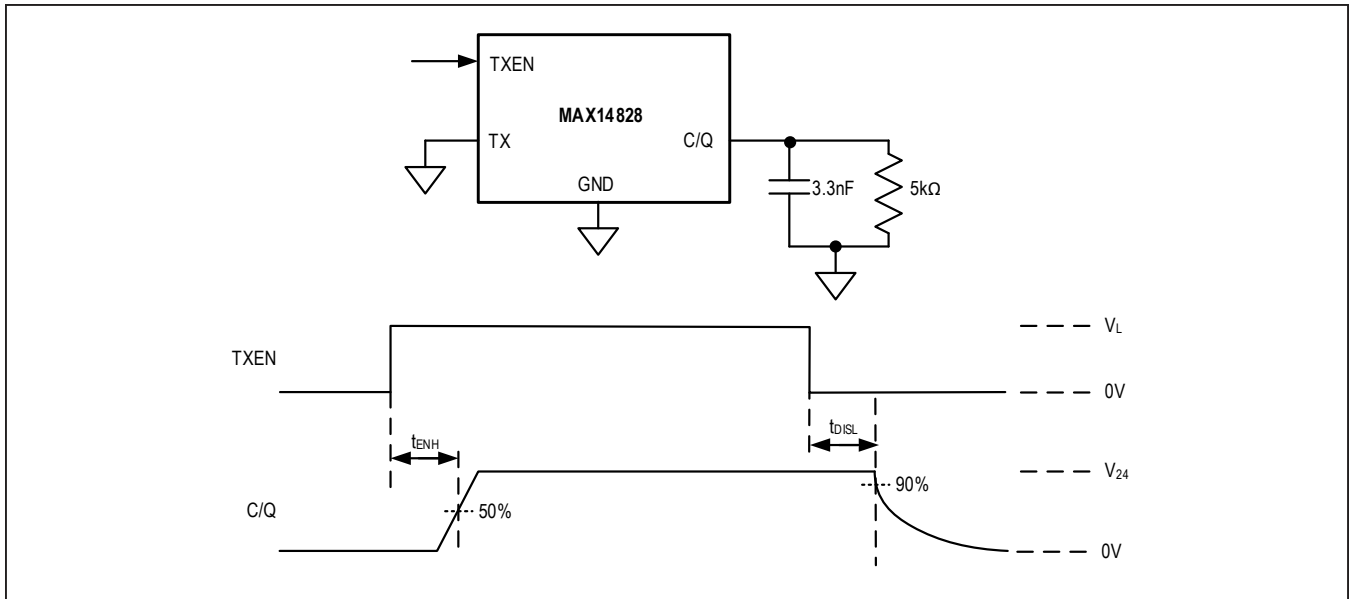 TXEN
MAX14828
TX
C/Q
GND
3.3nF
5kΩ
VL
TXEN
0V
tENH
tDISL
V24
90%
C/Q
50%
0V